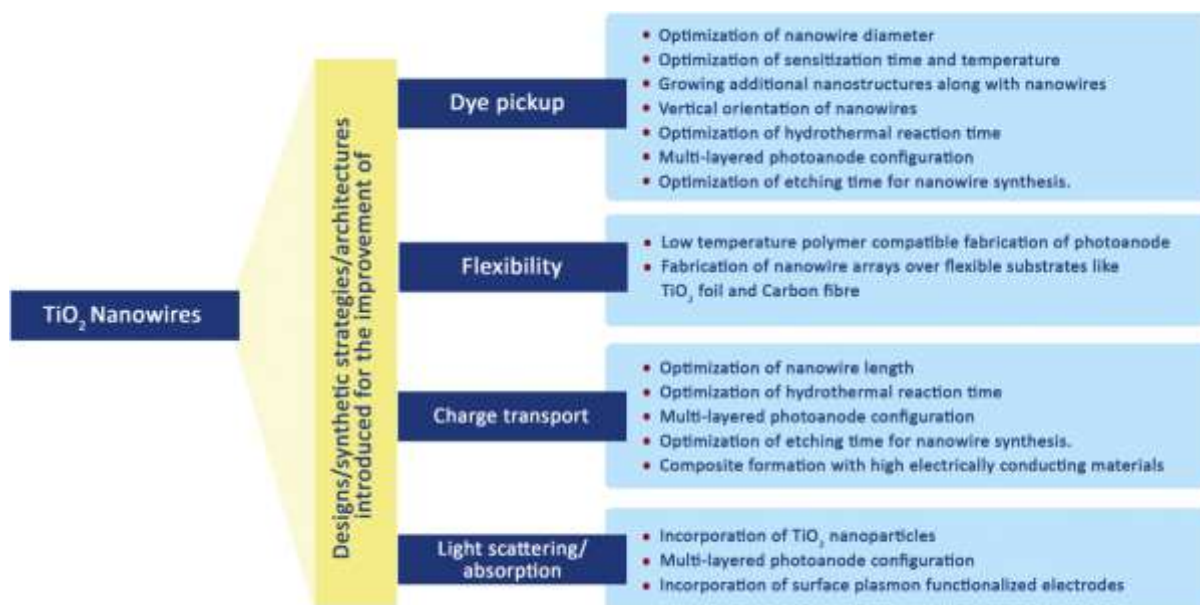 TiO₂ Nanowires
Designs/synthetic strategies/architectures
introduced for the improvement of
Dye pickup
• Optimization of nanowire diameter
• Optimization of sensitization time and temperature
• Growing additional nanostructures along with nanowires
• Vertical orientation of nanowires
• Optimization of hydrothermal reaction time
• Multi-layered photoanode configuration
• Optimization of etching time for nanowire synthesis.
Flexibility
• Low temperature polymer compatible fabrication of photoanode
• Fabrication of nanowire arrays over flexible substrates like
TiO₂ foil and Carbon fibre
Charge transport
• Optimization of nanowire length
• Optimization of hydrothermal reaction time
• Multi-layered photoanode configuration
• Optimization of etching time for nanowire synthesis.
• Composite formation with high electrically conducting materials
Light scattering/
absorption
• Incorporation of TiO₂ nanoparticles
• Multi-layered photoanode configuration
• Incorporation of surface plasmon functionalized electrodes